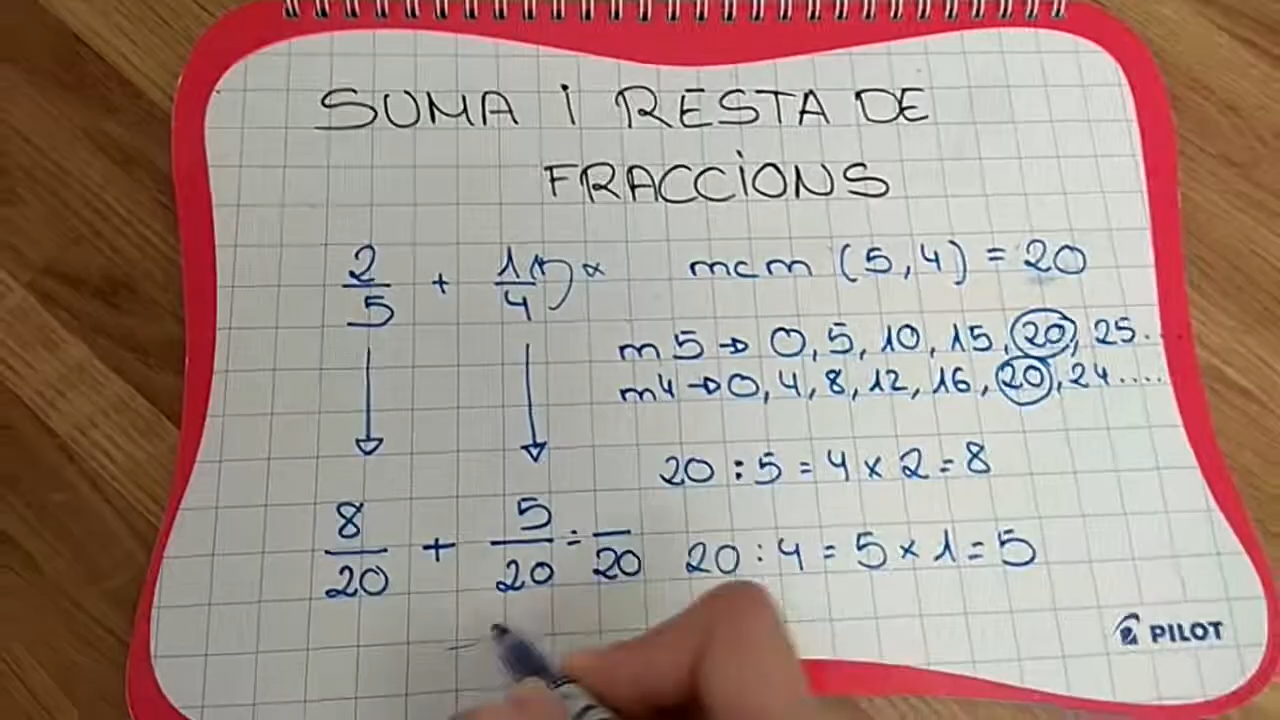 SUMA i RESTA DE
FRACCIONS
2/5 + 1/4 mcm (5,4) = 20
m5 → 0, 5, 10, 15, 20, 25...
m4 → 0, 4, 8, 12, 16, 20, 24....
20 : 5 = 4 x 2 = 8
8/20 + 5/20 = /20
20 : 4 = 5 x 1 = 5
PILOT